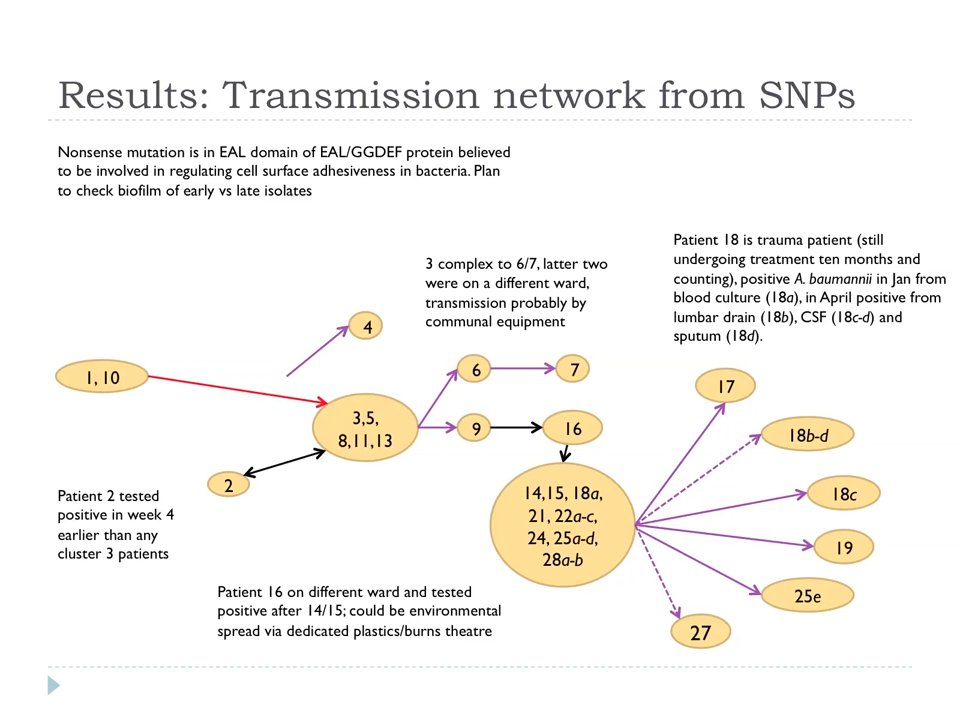 Results: Transmission network from SNPs
Nonsense mutation is in EAL domain of EAL/GGDEF protein believed
to be involved in regulating cell surface adhesiveness in bacteria. Plan
to check biofilm of early vs late isolates
Patient 18 is trauma patient (still
undergoing treatment ten months and
counting), positive A. baumannii in Jan from
blood culture (18a), in April positive from
lumbar drain (18b), CSF (18c-d) and
sputum (18d).
3 complex to 6/7, latter two
were on a different ward,
transmission probably by
communal equipment
4
1, 10
6
7
17
3,5,
8,11,13
9
16
18b-d
2
14,15, 18a,
21, 22a-c,
24, 25a-d,
28a-b
18c
19
25e
27
Patient 2 tested
positive in week 4
earlier than any
cluster 3 patients
Patient 16 on different ward and tested
positive after 14/15; could be environmental
spread via dedicated plastics/burns theatre